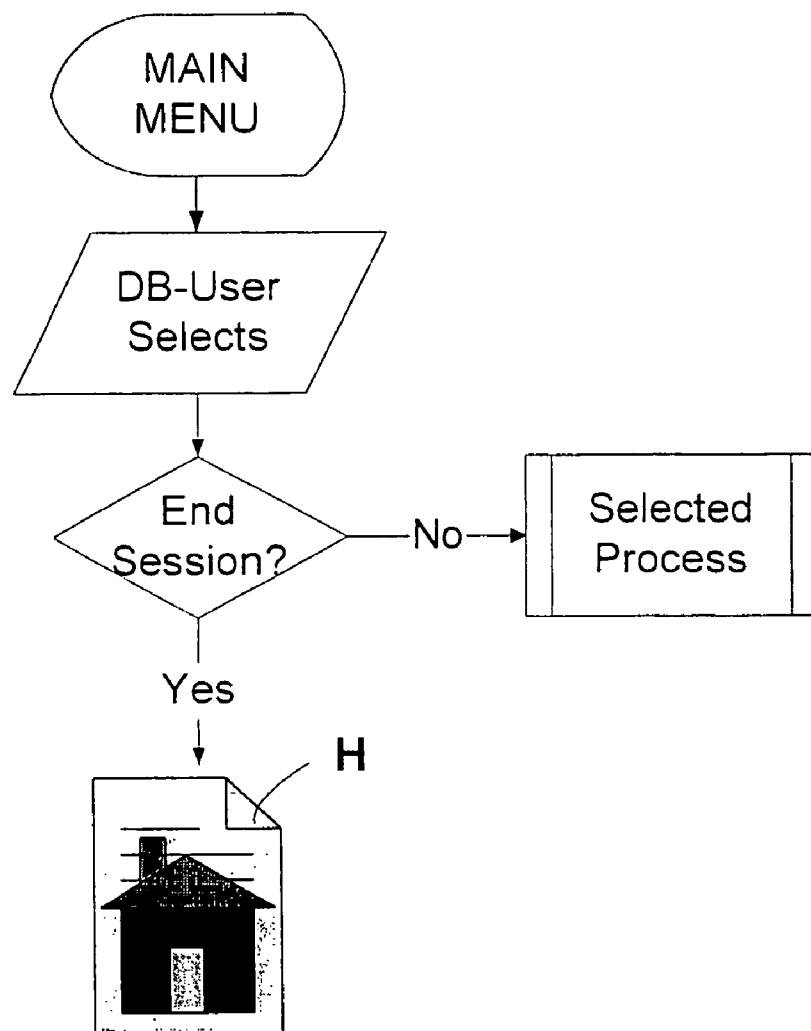 MAIN
MENU
DB-User
Selects
End
Session?
No
Selected
Process
Yes
H